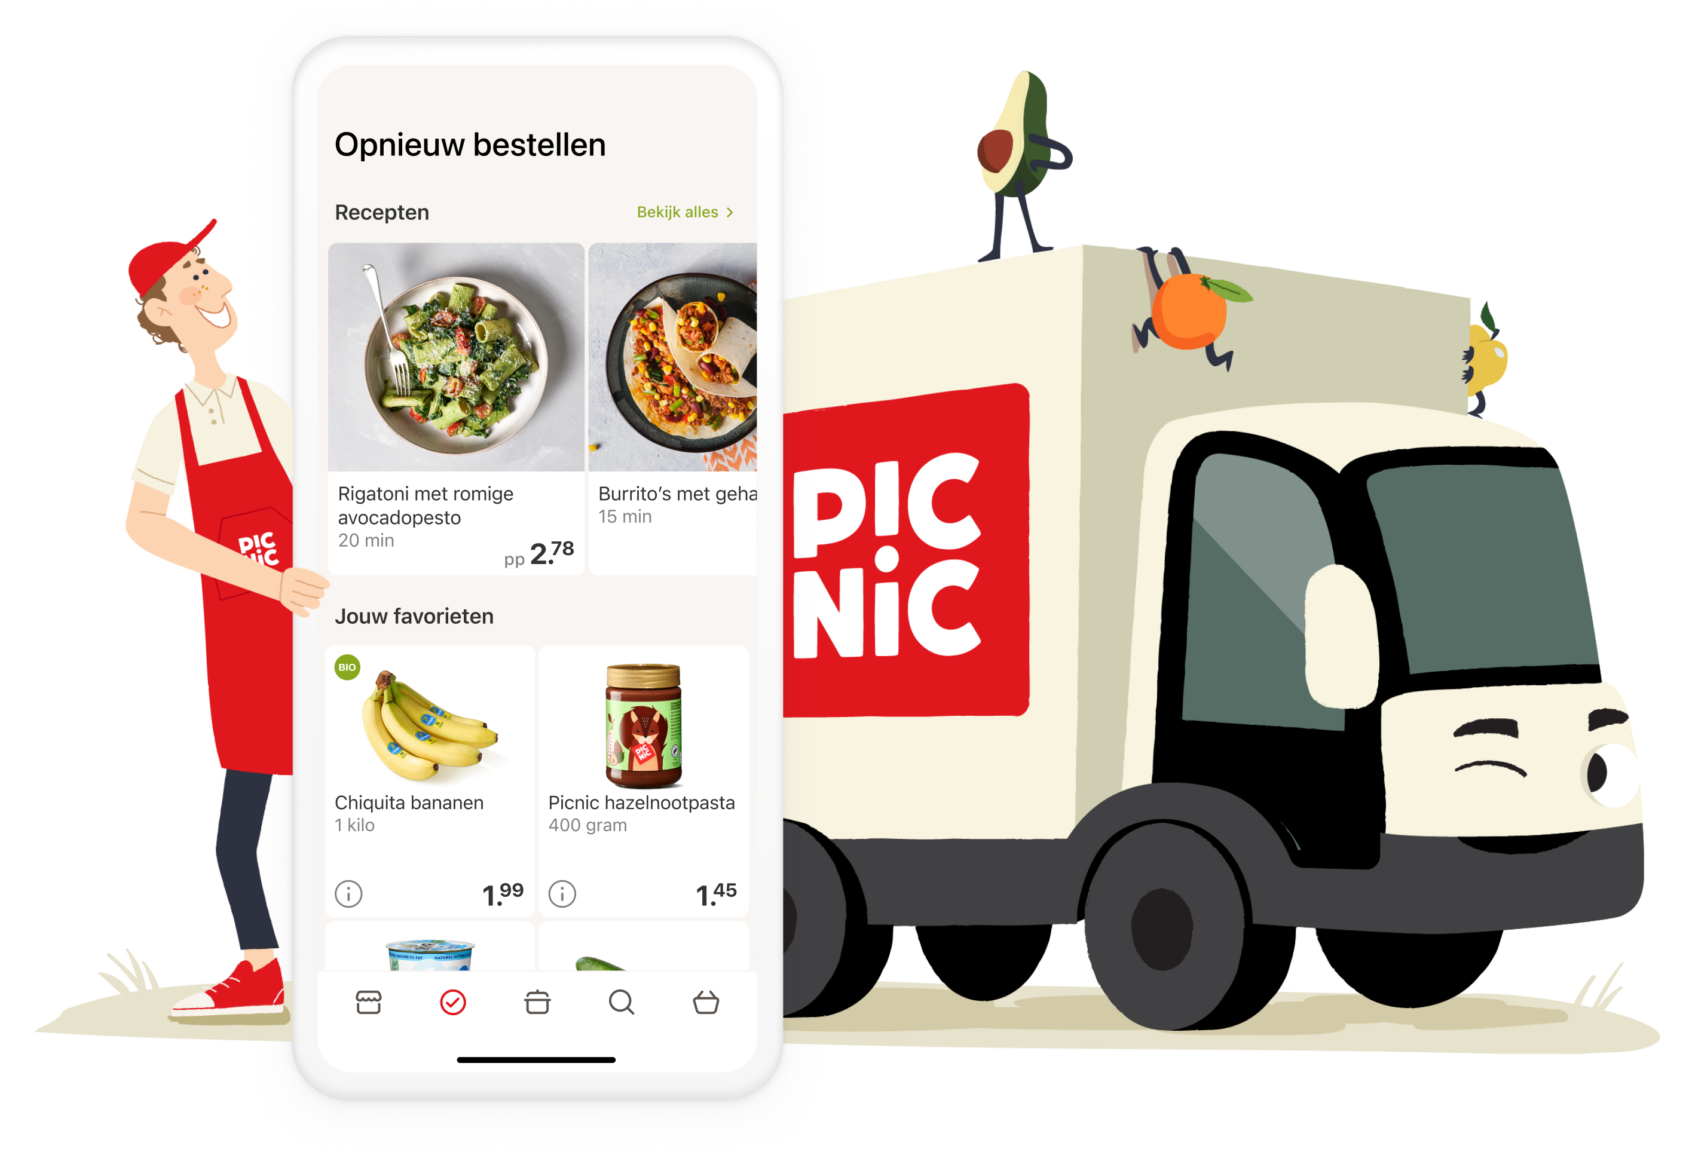 Opnieuw bestellen
Recepten
Bekijk alles >
Rigatoni met romige
avocadopesto
20 min
pp 2.78
Burrito's met geha
15 min
Jouw favorieten
BIO
Chiquita bananen
1 kilo
1.99
Picnic hazelnootpasta
400 gram
1.45
PIC
NiC
PIC
NiC
PIC
NiC